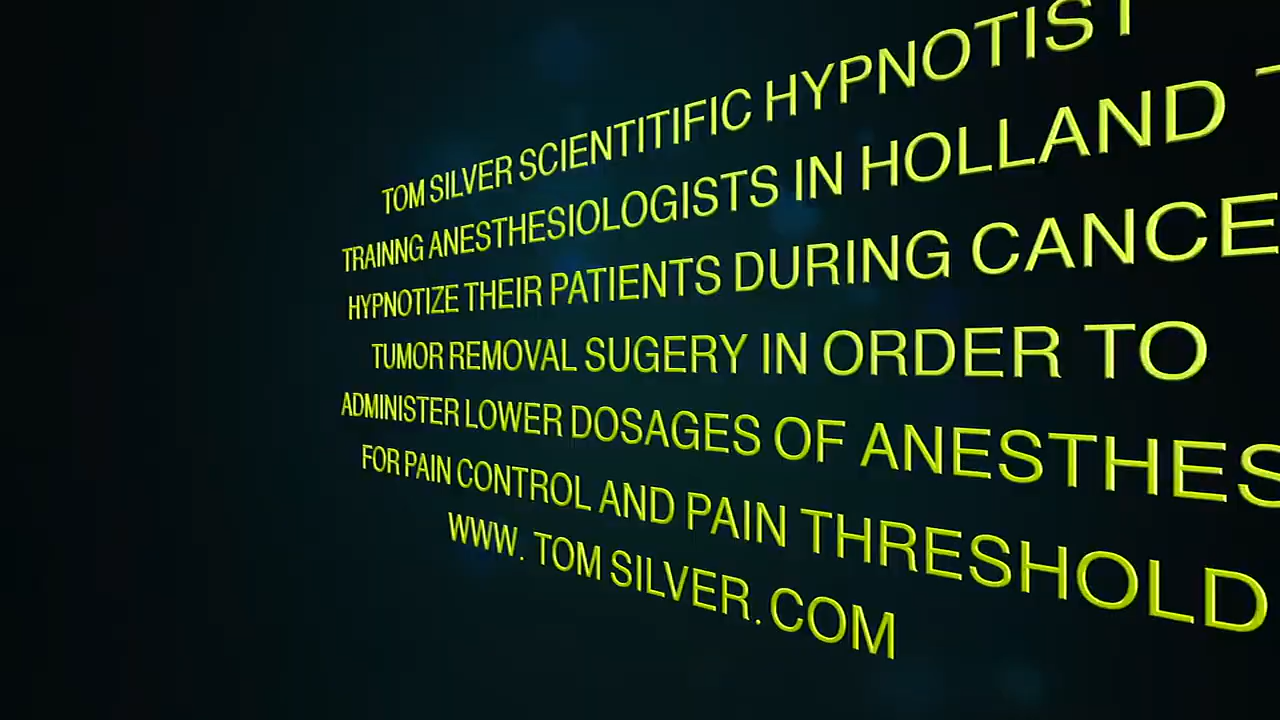 TOM SILVER SCIENTITIFIC HYPNOTIST
TRAINNG ANESTHESIOLOGISTS IN HOLLAND
HYPNOTIZE THEIR PATIENTS DURING
TUMOR REMOVAL SUGERY IN ORDER TO
ADMINISTER LOWER DOSAGES OF
FOR PAIN CONTROL AND PAIN THRESHOLD
WWW. TOM SILVER.COM